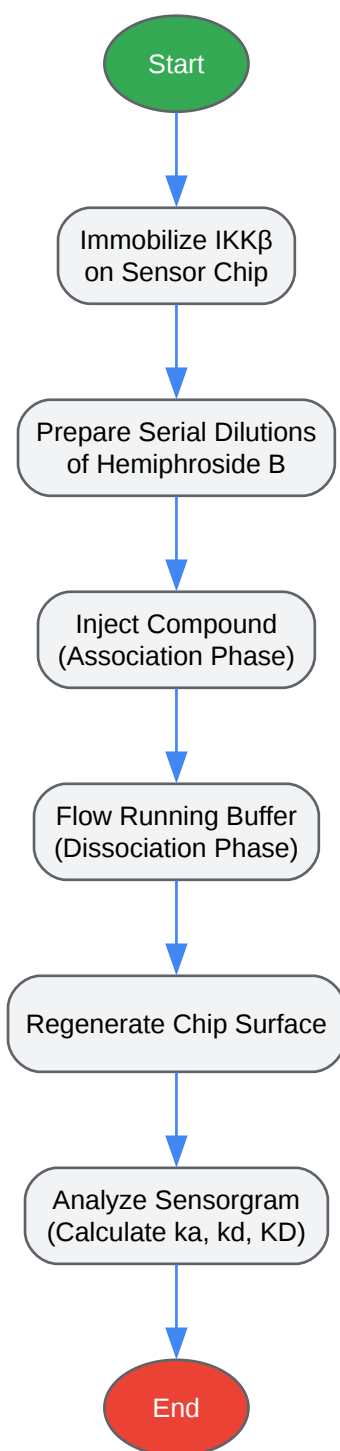 Start
Immobilize IKKβ
on Sensor Chip
Prepare Serial Dilutions
of Hemiphroside B
Inject Compound
(Association Phase)
Flow Running Buffer
(Dissociation Phase)
Regenerate Chip Surface
Analyze Sensorgram
(Calculate ka, kd, KD)
End